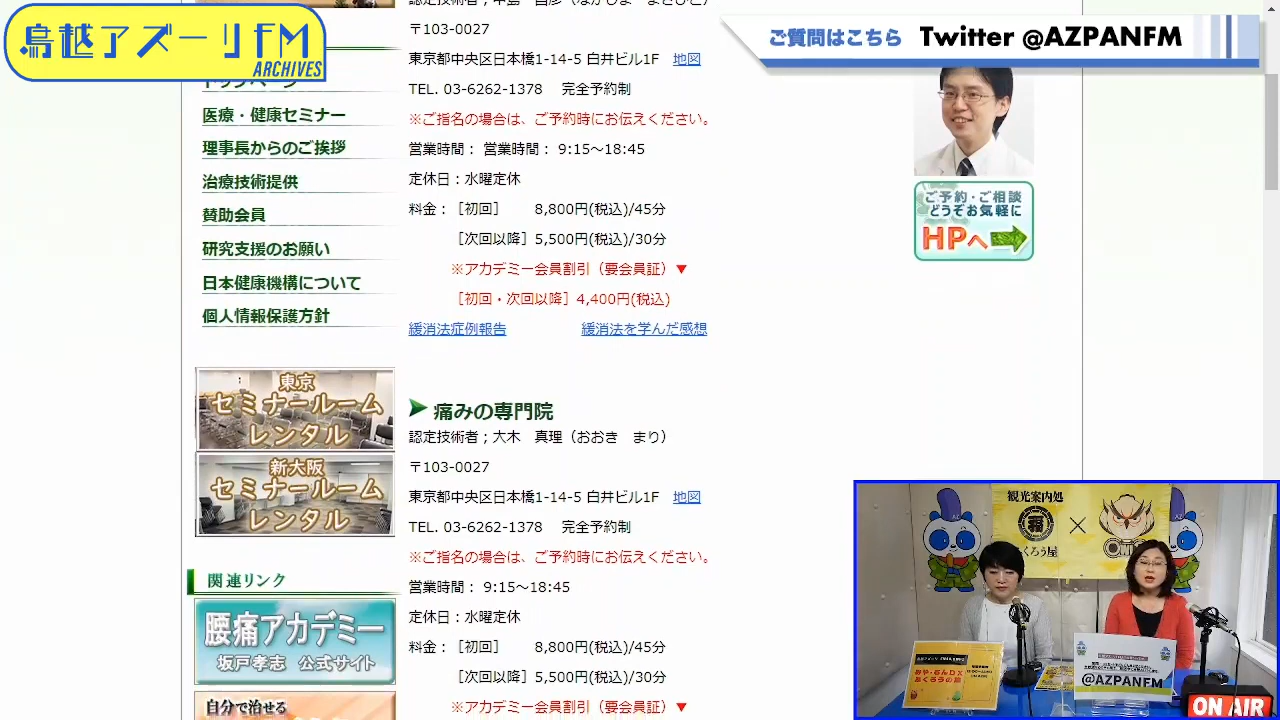 鳥越アズーリFM
ARCHIVES
ご質問はこちら Twitter @AZPANFM
トップページ
医療・健康セミナー
理事長からのご挨拶
治療技術提供
賛助会員
研究支援のお願い
日本健康機構について
個人情報保護方針
東京
セミナールーム
レンタル
新大阪
セミナールーム
レンタル
関連リンク
腰痛アカデミー
坂戸孝志 公式サイト
自分で治せる
〒103-0027
東京都中央区日本橋1-14-5 白井ビル1F 地図
TEL. 03-6262-1378 完全予約制
※ご指名の場合は、ご予約時にお伝えください。
営業時間： 営業時間： 9:15～18:45
定休日：水曜定休
料金：［初回］ 8,800円(税込)/45分
［次回以降］5,500円(税込)/30分
※アカデミー会員割引（要会員証）▼
［初回・次回以降］4,400円(税込)
緩消法症例報告 緩消法を学んだ感想
痛みの専門院
認定技術者；大木 真理（おおき まり）
〒103-0027
東京都中央区日本橋1-14-5 白井ビル1F 地図
TEL. 03-6262-1378 完全予約制
※ご指名の場合は、ご予約時にお伝えください。
営業時間： 9:15～18:45
定休日：水曜定休
料金：［初回］ 8,800円(税込)/45分
［次回以降］5,500円(税込)/30分
※アカデミー会員割引（要会員証）▼
ご予約・ご相談
どうぞお気軽に
HPへ
観光案内処
くろう屋
@AZPANFM
ON AIR